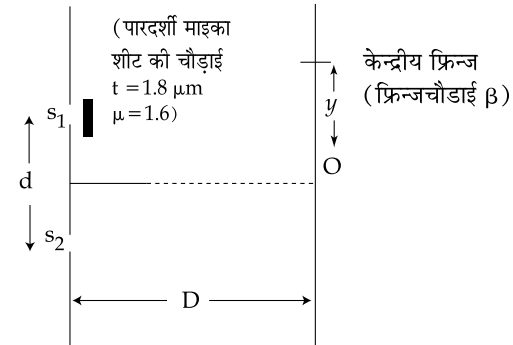 (पारदर्शी माइका
शीट की चौड़ाई
t = 1.8 μm
μ = 1.6)
केन्द्रीय फ्रिन्ज
(फ्रिन्जचौडाई β)
s1
y
O
d
s2
D